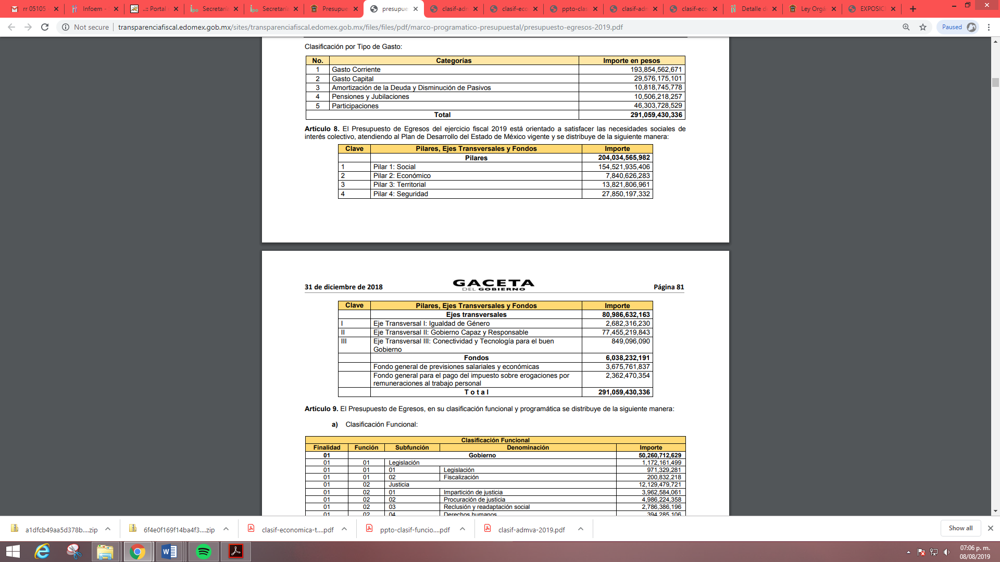 rr 05105
Infoem -
..:: Portal
Secretarí
Secretarí
Presupue
presupue
clasif-adm
clasif-eco
ppto-clas
clasif-adm
clasif-eco
Detalle d
Ley Orgá
EXPOSIC
Not secure | transparenciafiscal.edomex.gob.mx/sites/transparenciafiscal.edomex.gob.mx/files/files/pdf/marco-programatico-presupuestal/presupuesto-egresos-2019.pdf
Paused
Clasificación por Tipo de Gasto:
No. Categorías Importe en pesos
1 Gasto Corriente 193,854,562,671
2 Gasto Capital 29,576,175,101
3 Amortización de la Deuda y Disminución de Pasivos 10,818,745,778
4 Pensiones y Jubilaciones 10,506,218,257
5 Participaciones 46,303,728,529
Total 291,059,430,336
Artículo 8. El Presupuesto de Egresos del ejercicio fiscal 2019 está orientado a satisfacer las necesidades sociales de
interés colectivo, atendiendo al Plan de Desarrollo del Estado de México vigente y se distribuye de la siguiente manera:
Clave Pilares, Ejes Transversales y Fondos Importe
Pilares 204,034,565,982
1 Pilar 1: Social 154,521,935,406
2 Pilar 2: Económico 7,840,626,283
3 Pilar 3: Territorial 13,821,806,961
4 Pilar 4: Seguridad 27,850,197,332
31 de diciembre de 2018 GACETA DEL GOBIERNO Página 81
Clave Pilares, Ejes Transversales y Fondos Importe
Ejes transversales 80,986,632,163
I Eje Transversal I: Igualdad de Género 2,682,316,230
II Eje Transversal II: Gobierno Capaz y Responsable 77,455,219,843
III Eje Transversal III: Conectividad y Tecnología para el buen 849,096,090
Gobierno
Fondos 6,038,232,191
Fondo general de previsiones salariales y económicas 3,675,761,837
Fondo general para el pago del impuesto sobre erogaciones por 2,362,470,354
remuneraciones al trabajo personal
T o t a l 291,059,430,336
Artículo 9. El Presupuesto de Egresos, en su clasificación funcional y programática se distribuye de la siguiente manera:
a) Clasificación Funcional:
Clasificación Funcional
Finalidad Función Subfunción Denominación Importe
01 Gobierno 50,260,712,629
01 01 Legislación 1,172,161,499
01 01 01 Legislación 971,329,281
01 01 02 Fiscalización 200,832,218
01 02 Justicia 12,129,479,721
01 02 01 Impartición de justicia 3,962,584,061
01 02 02 Procuración de justicia 4,986,224,358
01 02 03 Reclusión y readaptación social 2,786,386,196
01 02 04 Derechos humanos 394,285,106
a1dfcb49aa5d378b....zip
6f4e0f169f14ba4f3....zip
clasif-economica-t....pdf
ppto-clasif-funcio....pdf
clasif-admva-2019.pdf
Show all
07:06 p. m.
08/08/2019